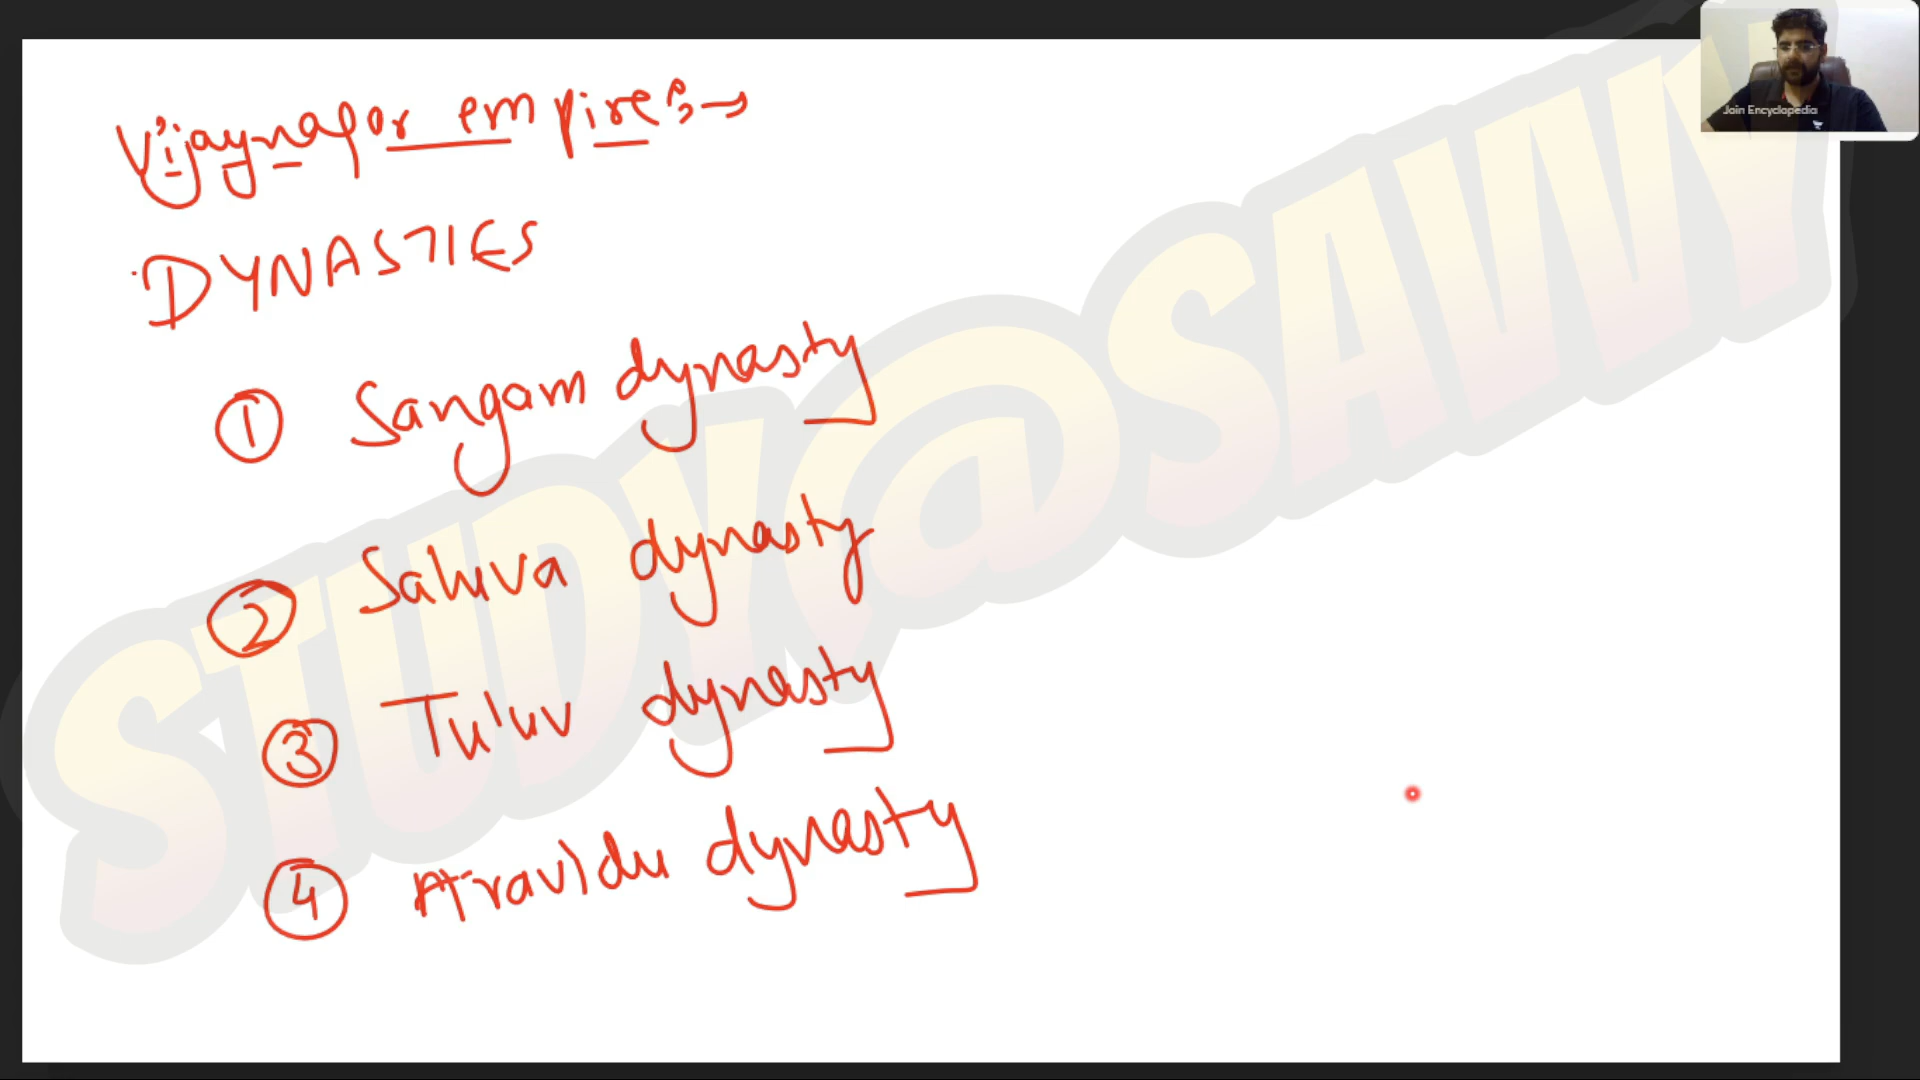 Vijaynagar empire:→
DYNASTIES
① Sangam dynasty
② Saluva dynasty
③ Tuluv dynasty
④ Aravidu dynasty
STUDY@SAVVY
Join Encyclopedia